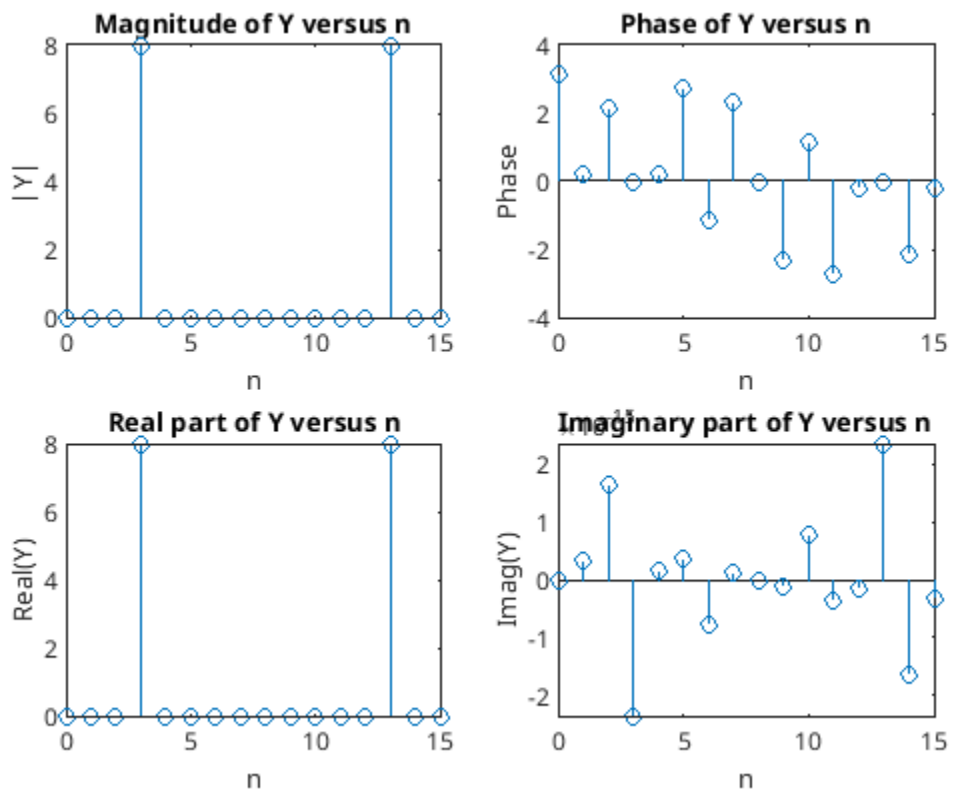 Magnitude of Y versus n
8
6
4
2
0
|Y|
0 5 10 15
n
Phase of Y versus n
4
2
0
-2
-4
Phase
0 5 10 15
n
Real part of Y versus n
8
6
4
2
0
Real(Y)
0 5 10 15
n
Imaginary part of Y versus n
2
1
0
-1
-2
Imag(Y)
0 5 10 15
n